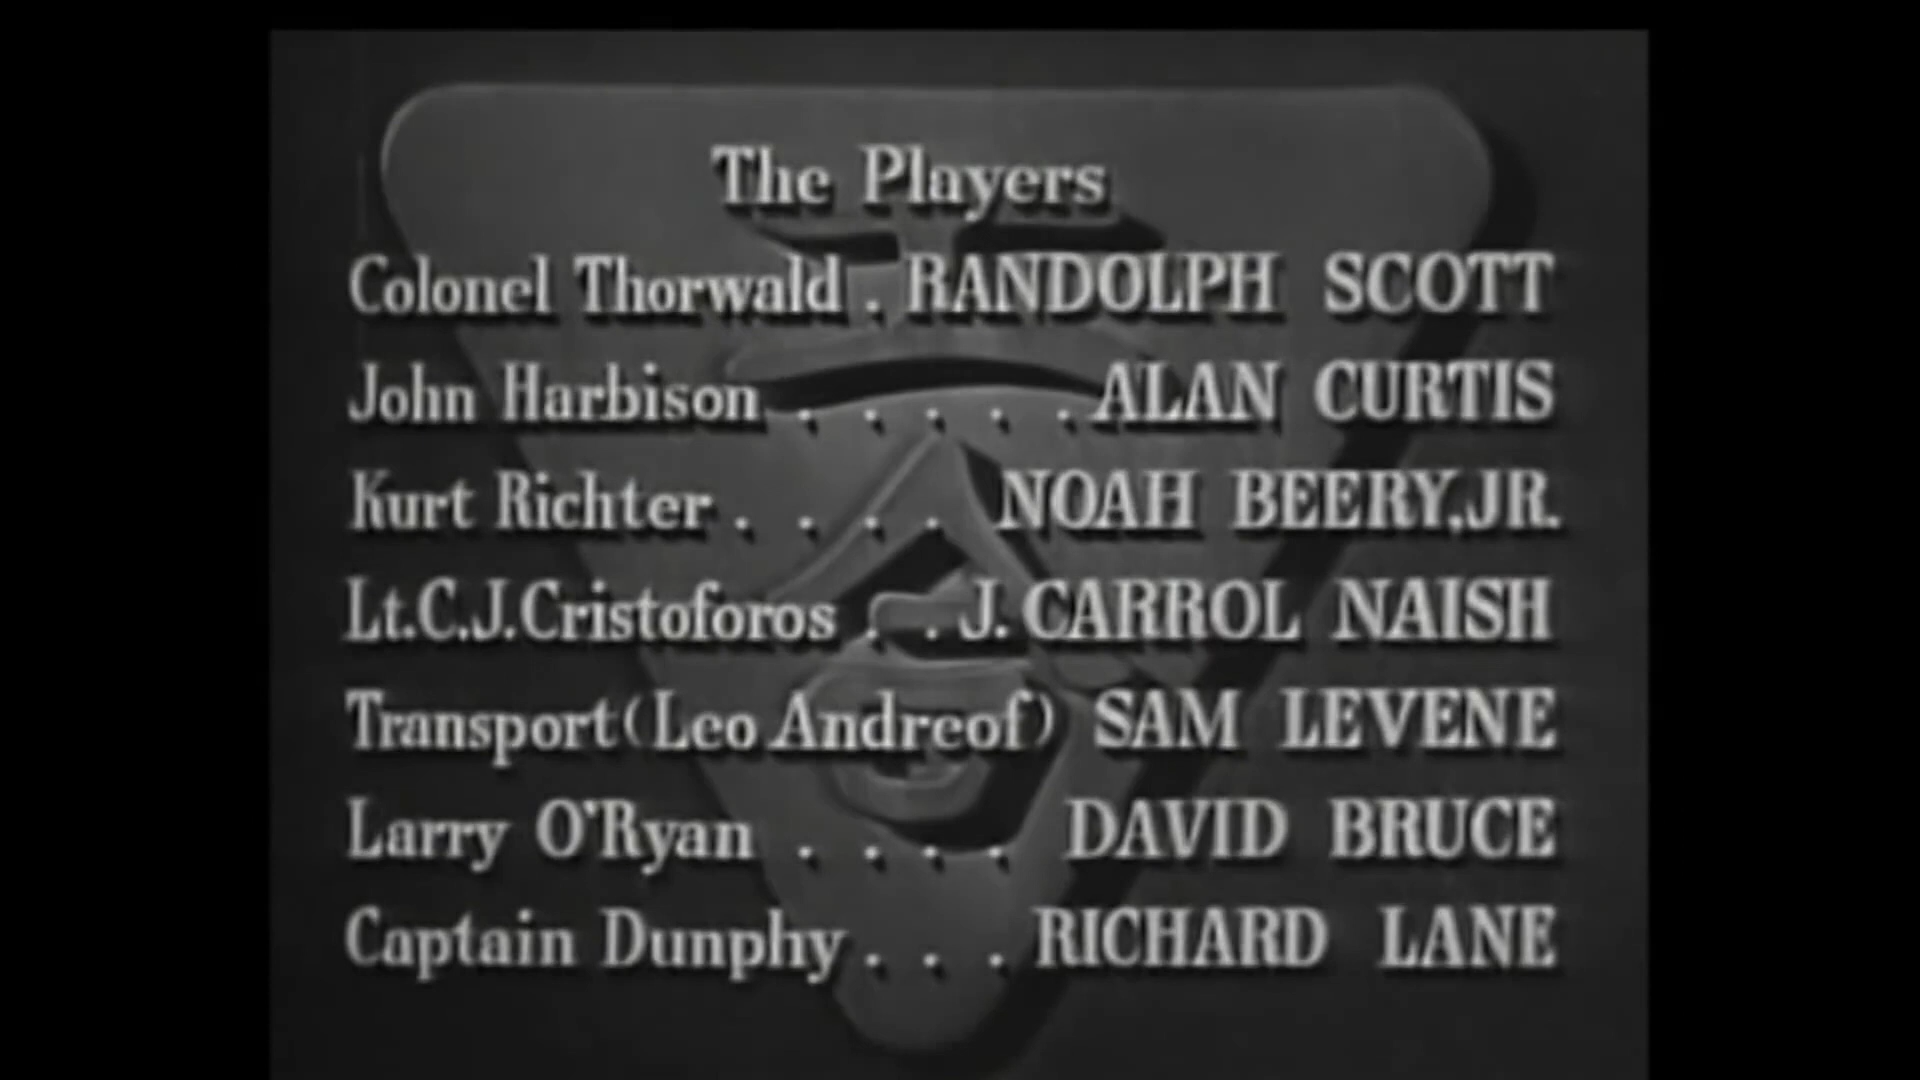 The Players
Colonel Thorwald . RANDOLPH SCOTT
John Harbison . . . . . ALAN CURTIS
Kurt Richter . . . . NOAH BEERY,JR.
Lt.C.J.Cristoforos . . J. CARROL NAISH
Transport(Leo Andreof) SAM LEVENE
Larry O'Ryan . . . . DAVID BRUCE
Captain Dunphy . . . RICHARD LANE